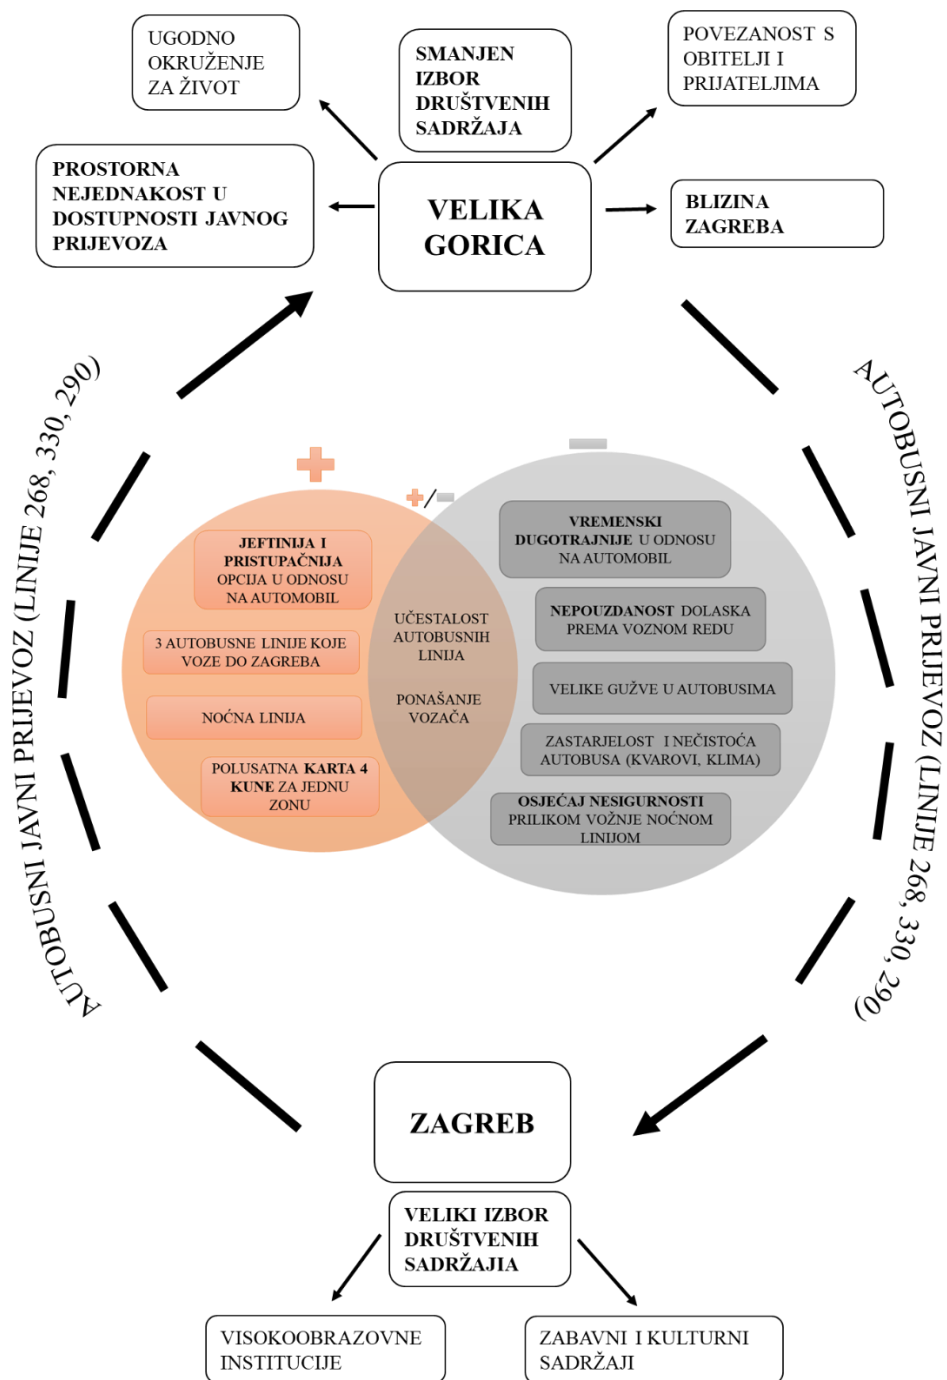 UGODNO
OKRUŽENJE
ZA ŽIVOT
SMANJEN
IZBOR
DRUŠTVENIH
SADRŽAJA
POVEZANOST S
OBITELJI I
PRIJATELJIMA
PROSTORNA
NEJEDNAKOST U
DOSTUPNOSTI JAVNOG
PRIJEVOZA
VELIKA
GORICA
BLIZINA
ZAGREBA
AUTOBUSNI JAVNI PRIJEVOZ (LINIJE 268, 330, 290)
AUTOBUSNI JAVNI PRIJEVOZ (LINIJE 268, 330, 290)
+
+/-
-
JEFTINIJA I
PRISTUPAČNIJA
OPCIJA U ODNOSU
NA AUTOMOBIL
3 AUTOBUSNE LINIJE KOJE
VOZE DO ZAGREBA
NOĆNA LINIJA
POLUSATNA KARTA 4
KUNE ZA JEDNU
ZONU
UČESTALOST
AUTOBUSNIH
LINIJA
PONAŠANJE
VOZAČA
VREMENSKI
DUGOTRAJNIJE U ODNOSU
NA AUTOMOBIL
NEPOUZDANOST DOLASKA
PREMA VOZNOM REDU
VELIKE GUŽVE U AUTOBUSIMA
ZASTARJELOST I NEČISTOĆA
AUTOBUSA (KVAROVI, KLIMA)
OSJEĆAJ NESIGURNOSTI
PRILIKOM VOŽNJE NOĆNOM
LINIJOM
ZAGREB
VELIKI IZBOR
DRUŠTVENIH
SADRŽAJIA
VISOKOOBRAZOVNE
INSTITUCIJE
ZABAVNI I KULTURNI
SADRŽAJI